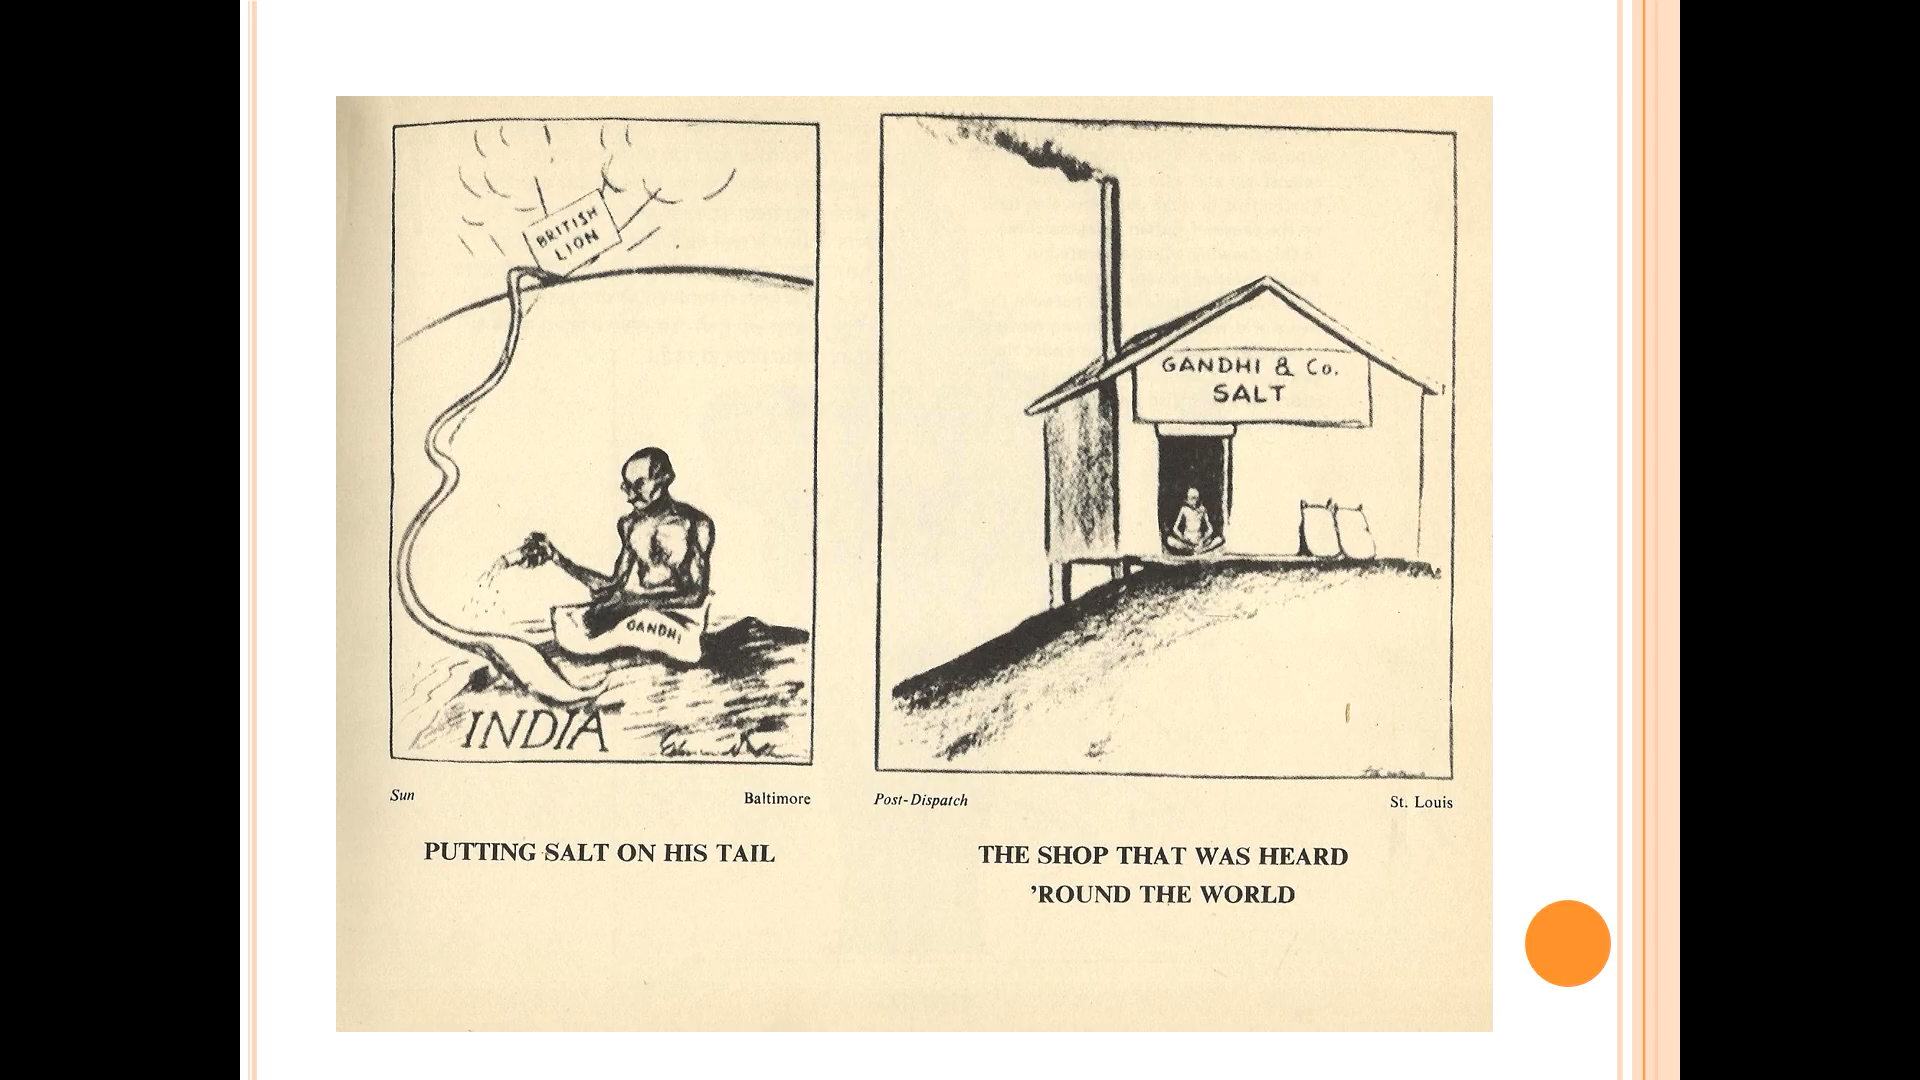 BRITISH
LION
GANDHI
INDIA
Sun Baltimore
PUTTING SALT ON HIS TAIL
GANDHI & Co.
SALT
Post-Dispatch St. Louis
THE SHOP THAT WAS HEARD
’ROUND THE WORLD